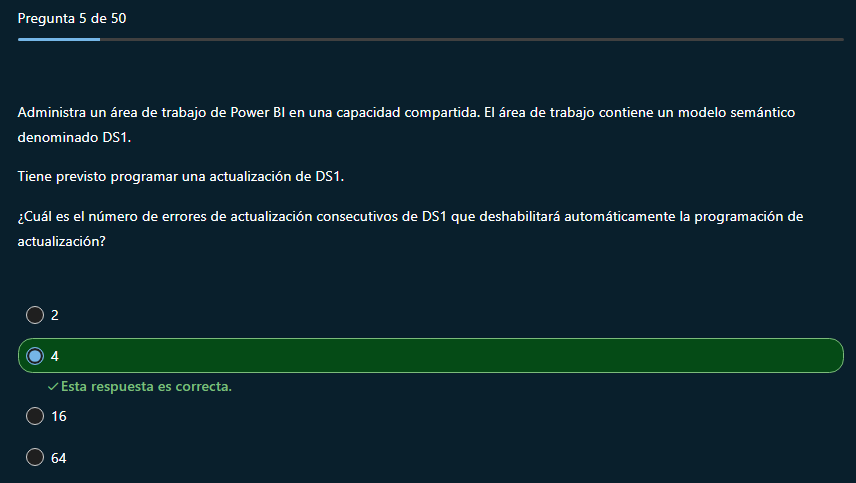 Pregunta 5 de 50
Administra un área de trabajo de Power BI en una capacidad compartida. El área de trabajo contiene un modelo semántico
denominado DS1.
Tiene previsto programar una actualización de DS1.
¿Cuál es el número de errores de actualización consecutivos de DS1 que deshabilitará automáticamente la programación de
actualización?
2
4
Esta respuesta es correcta.
16
64